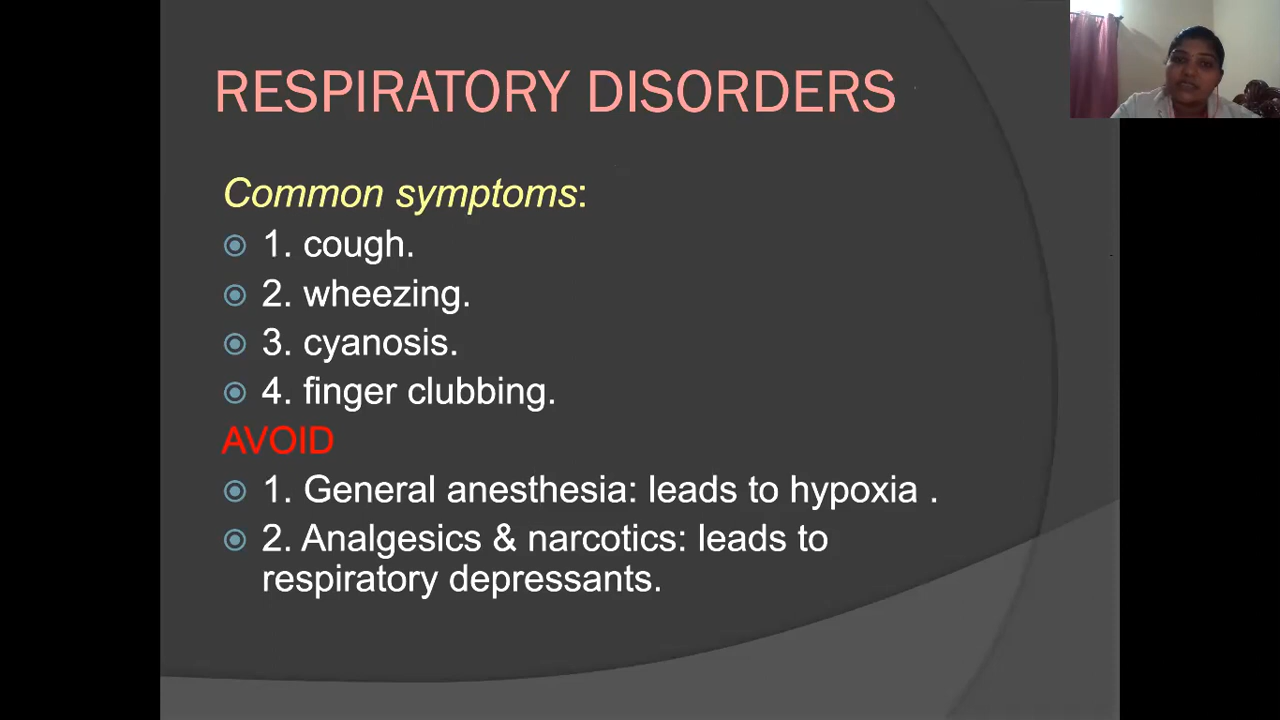 RESPIRATORY DISORDERS
Common symptoms:
1. cough.
2. wheezing.
3. cyanosis.
4. finger clubbing.
AVOID
1. General anesthesia: leads to hypoxia .
2. Analgesics & narcotics: leads to
respiratory depressants.